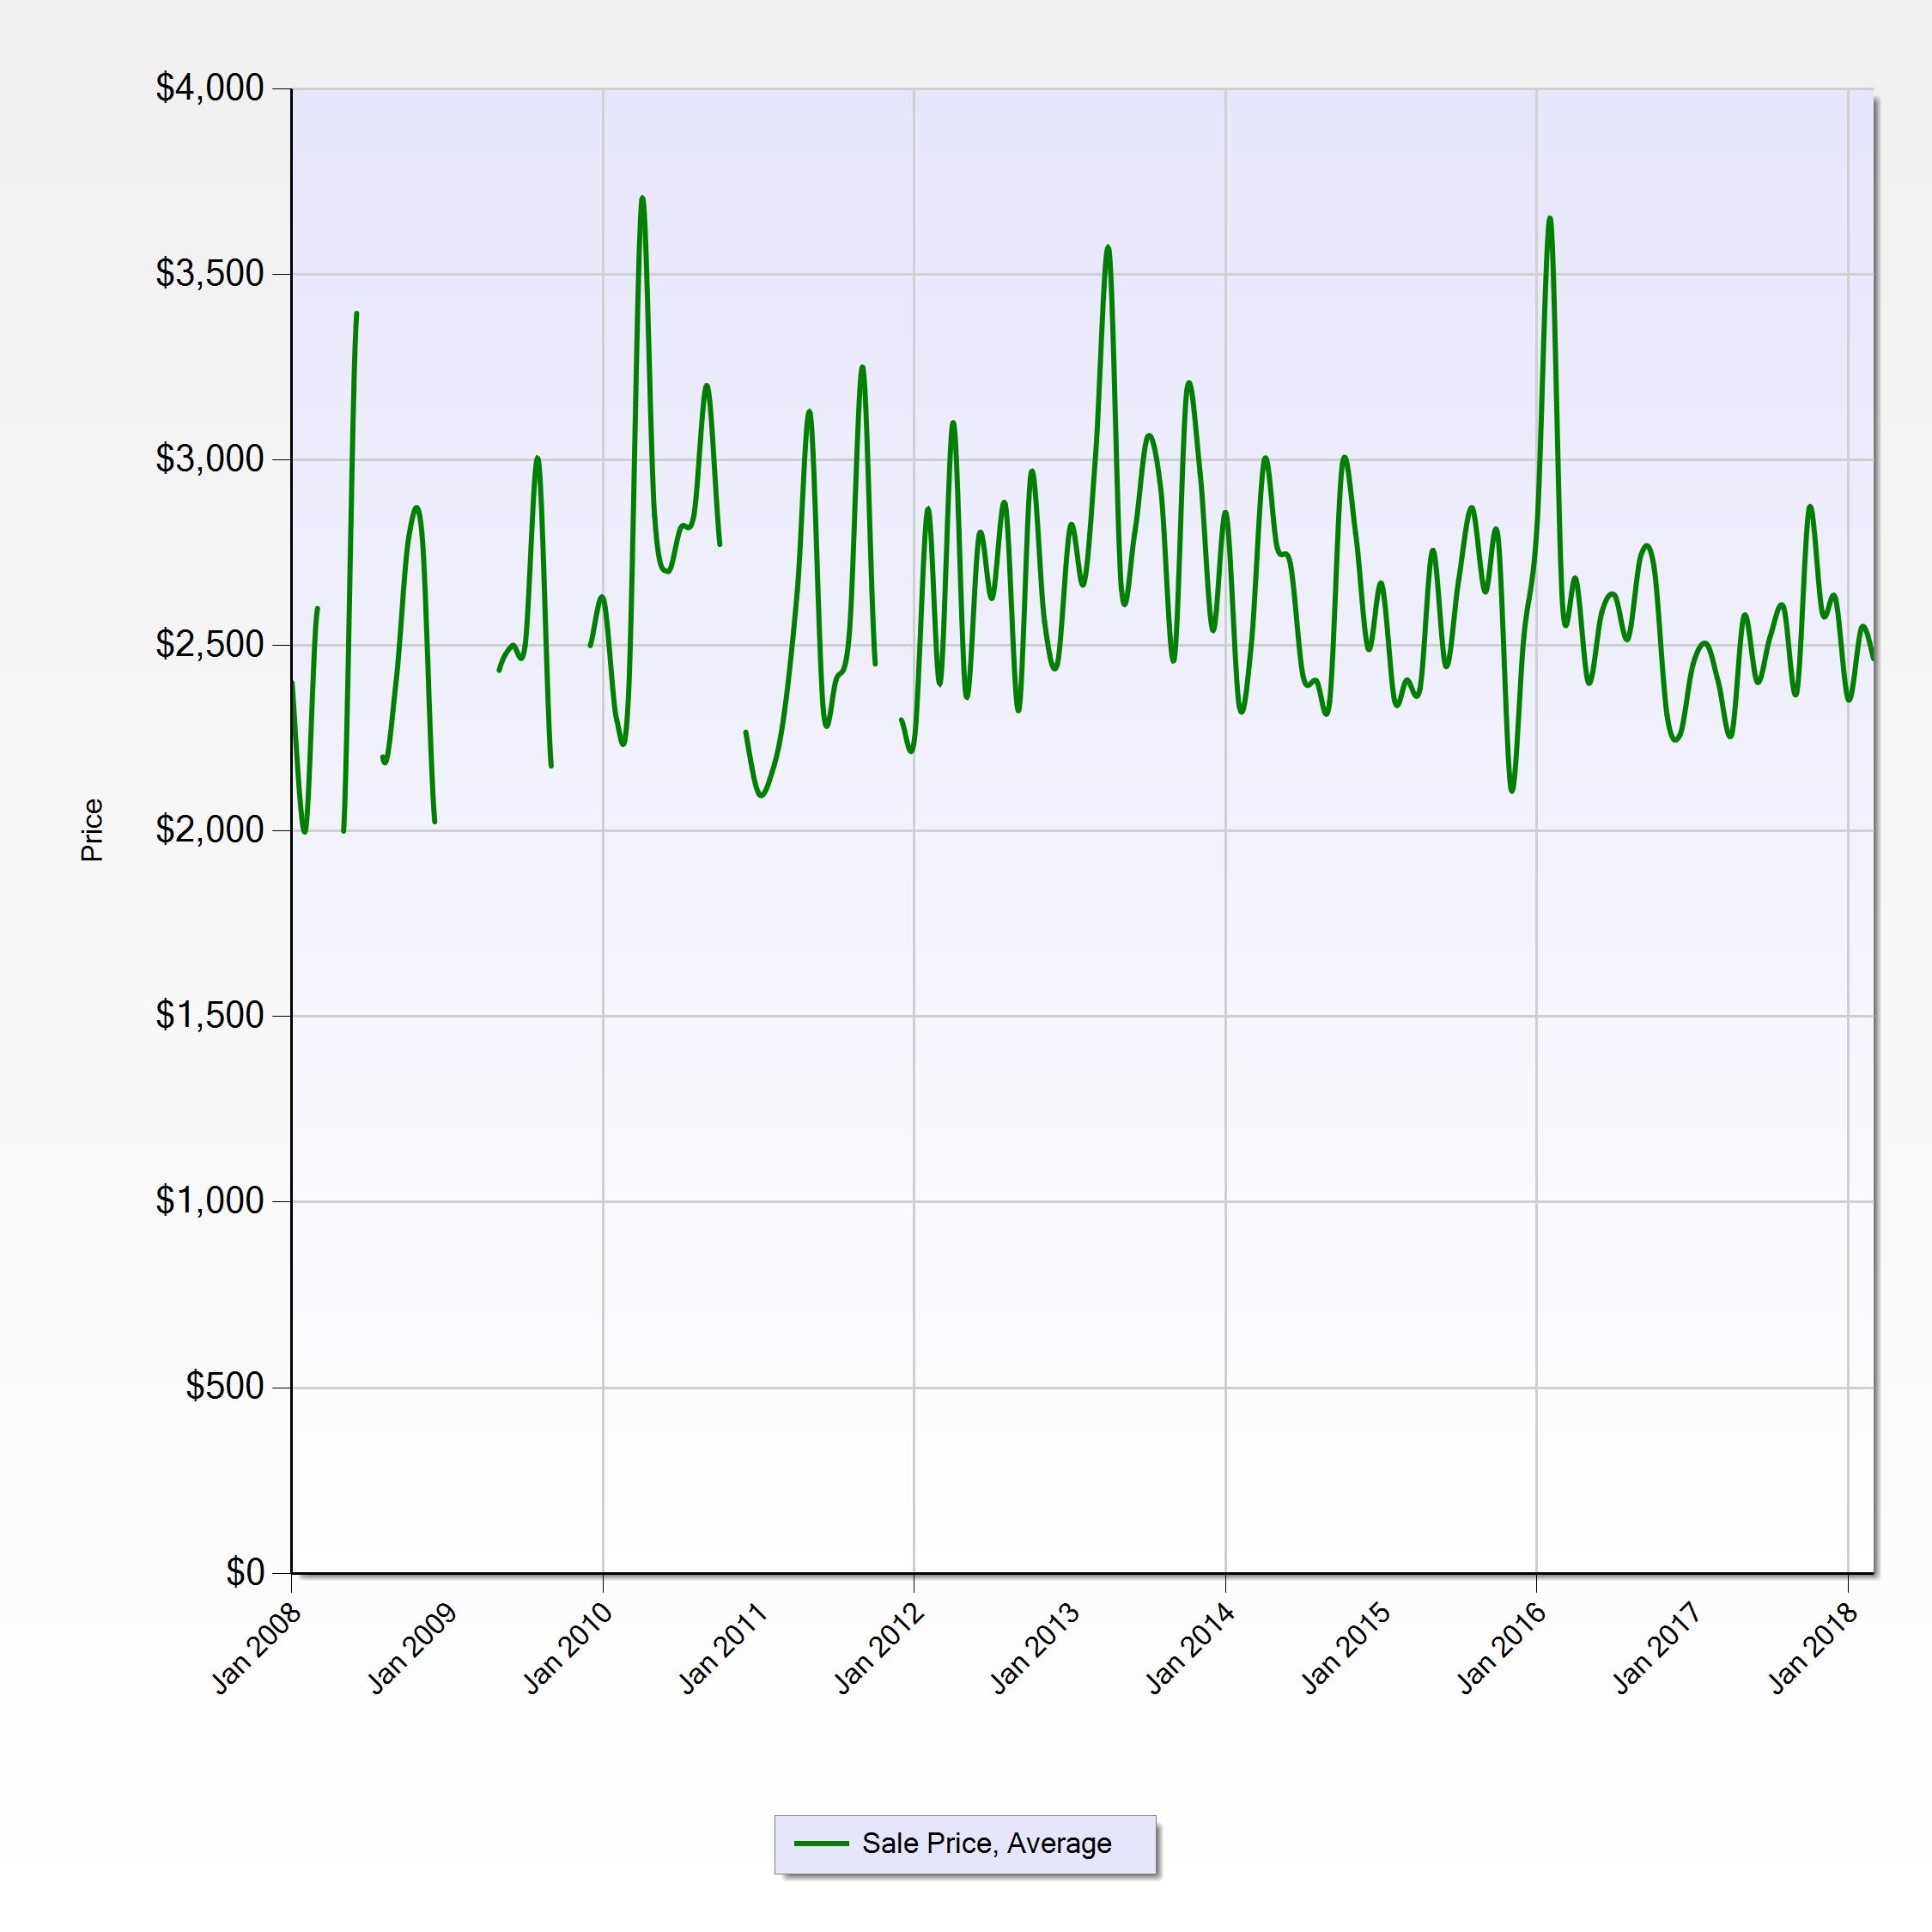 $4,000
$3,500
$3,000
$2,500
$2,000
$1,500
$1,000
$500
$0
Price
Jan 2008
Jan 2009
Jan 2010
Jan 2011
Jan 2012
Jan 2013
Jan 2014
Jan 2015
Jan 2016
Jan 2017
Jan 2018
Sale Price, Average